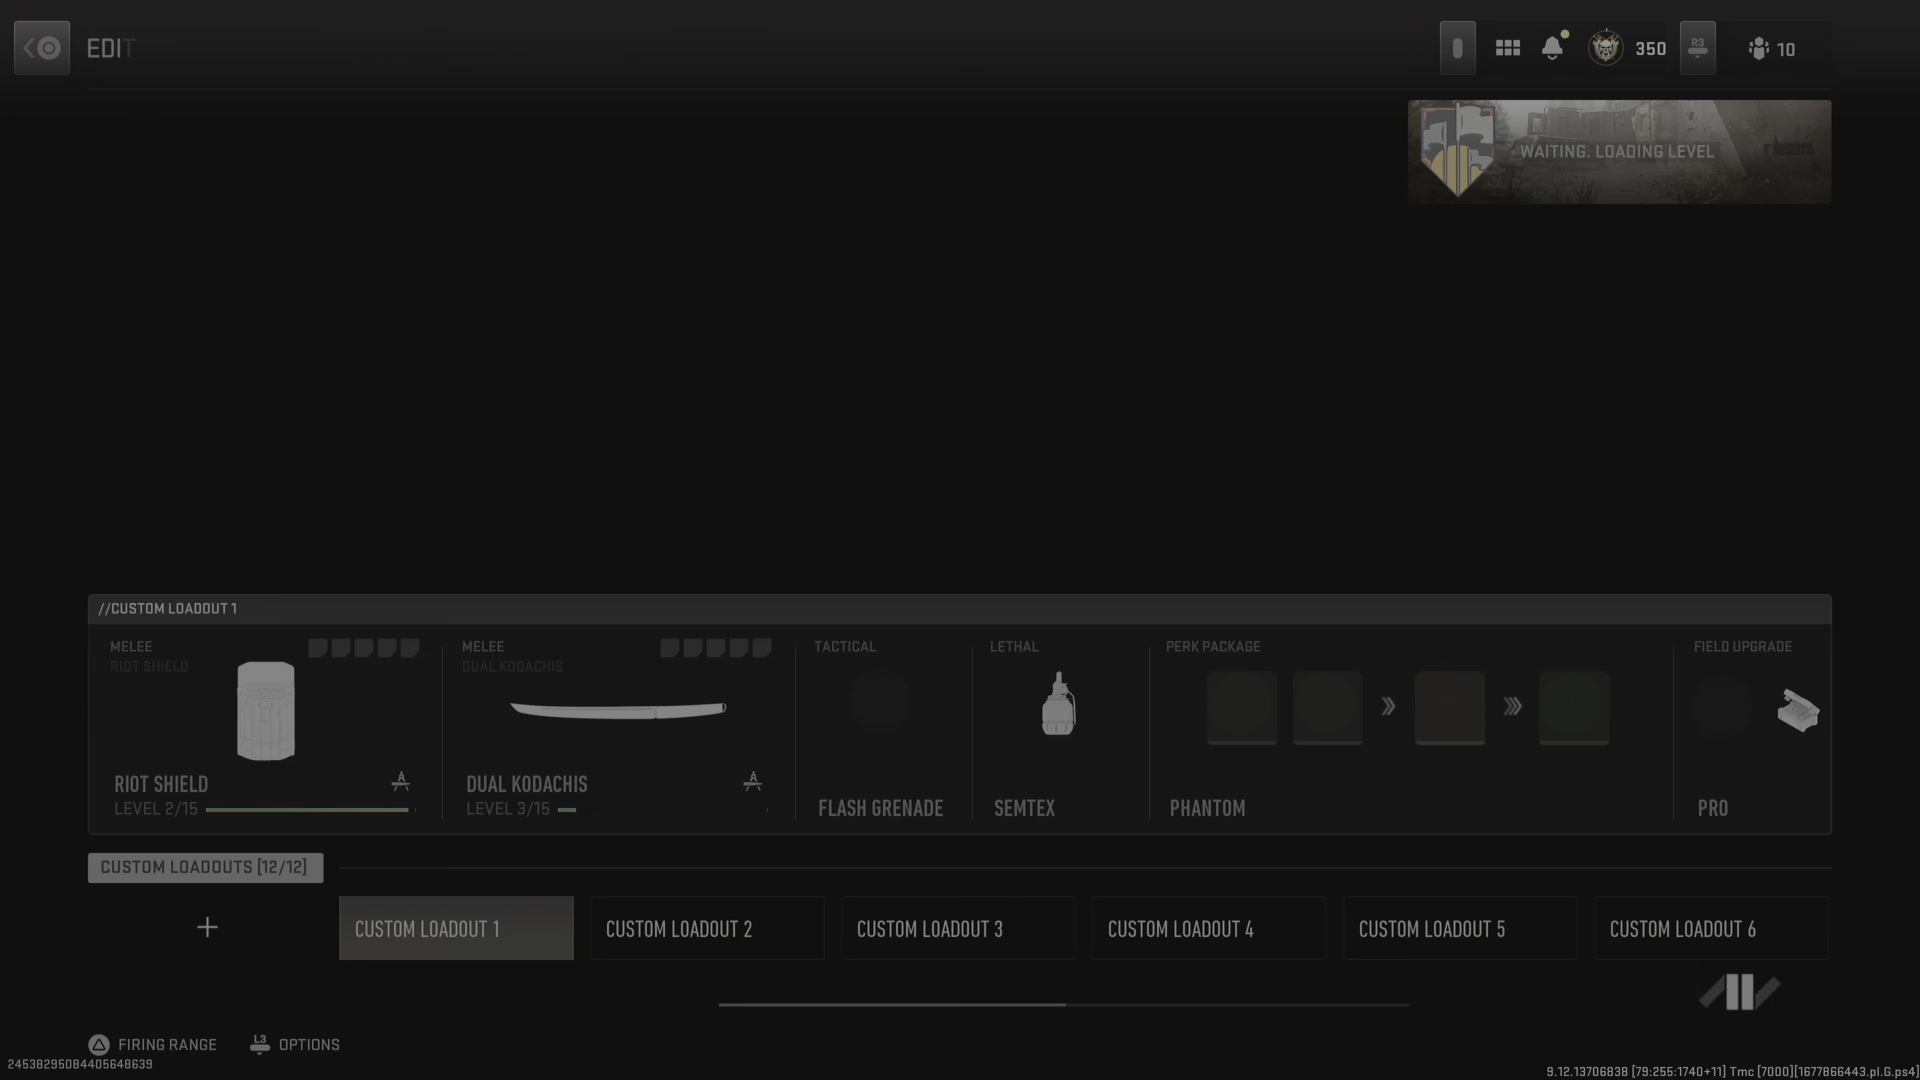 EDIT
350
R3
10
WAITING. LOADING LEVEL
//CUSTOM LOADOUT 1
MELEE
RIOT SHIELD
RIOT SHIELD
LEVEL 2/15
MELEE
DUAL KODACHIS
DUAL KODACHIS
LEVEL 3/15
TACTICAL
FLASH GRENADE
LETHAL
SEMTEX
PERK PACKAGE
PHANTOM
FIELD UPGRADE
PRO
CUSTOM LOADOUTS [12/12]
+
CUSTOM LOADOUT 1
CUSTOM LOADOUT 2
CUSTOM LOADOUT 3
CUSTOM LOADOUT 4
CUSTOM LOADOUT 5
CUSTOM LOADOUT 6
FIRING RANGE
L3
OPTIONS
24538295084405648639
9.12.13706838 [79:255:1740+11] Tmc [7000][1677866443.pl.G.ps4]